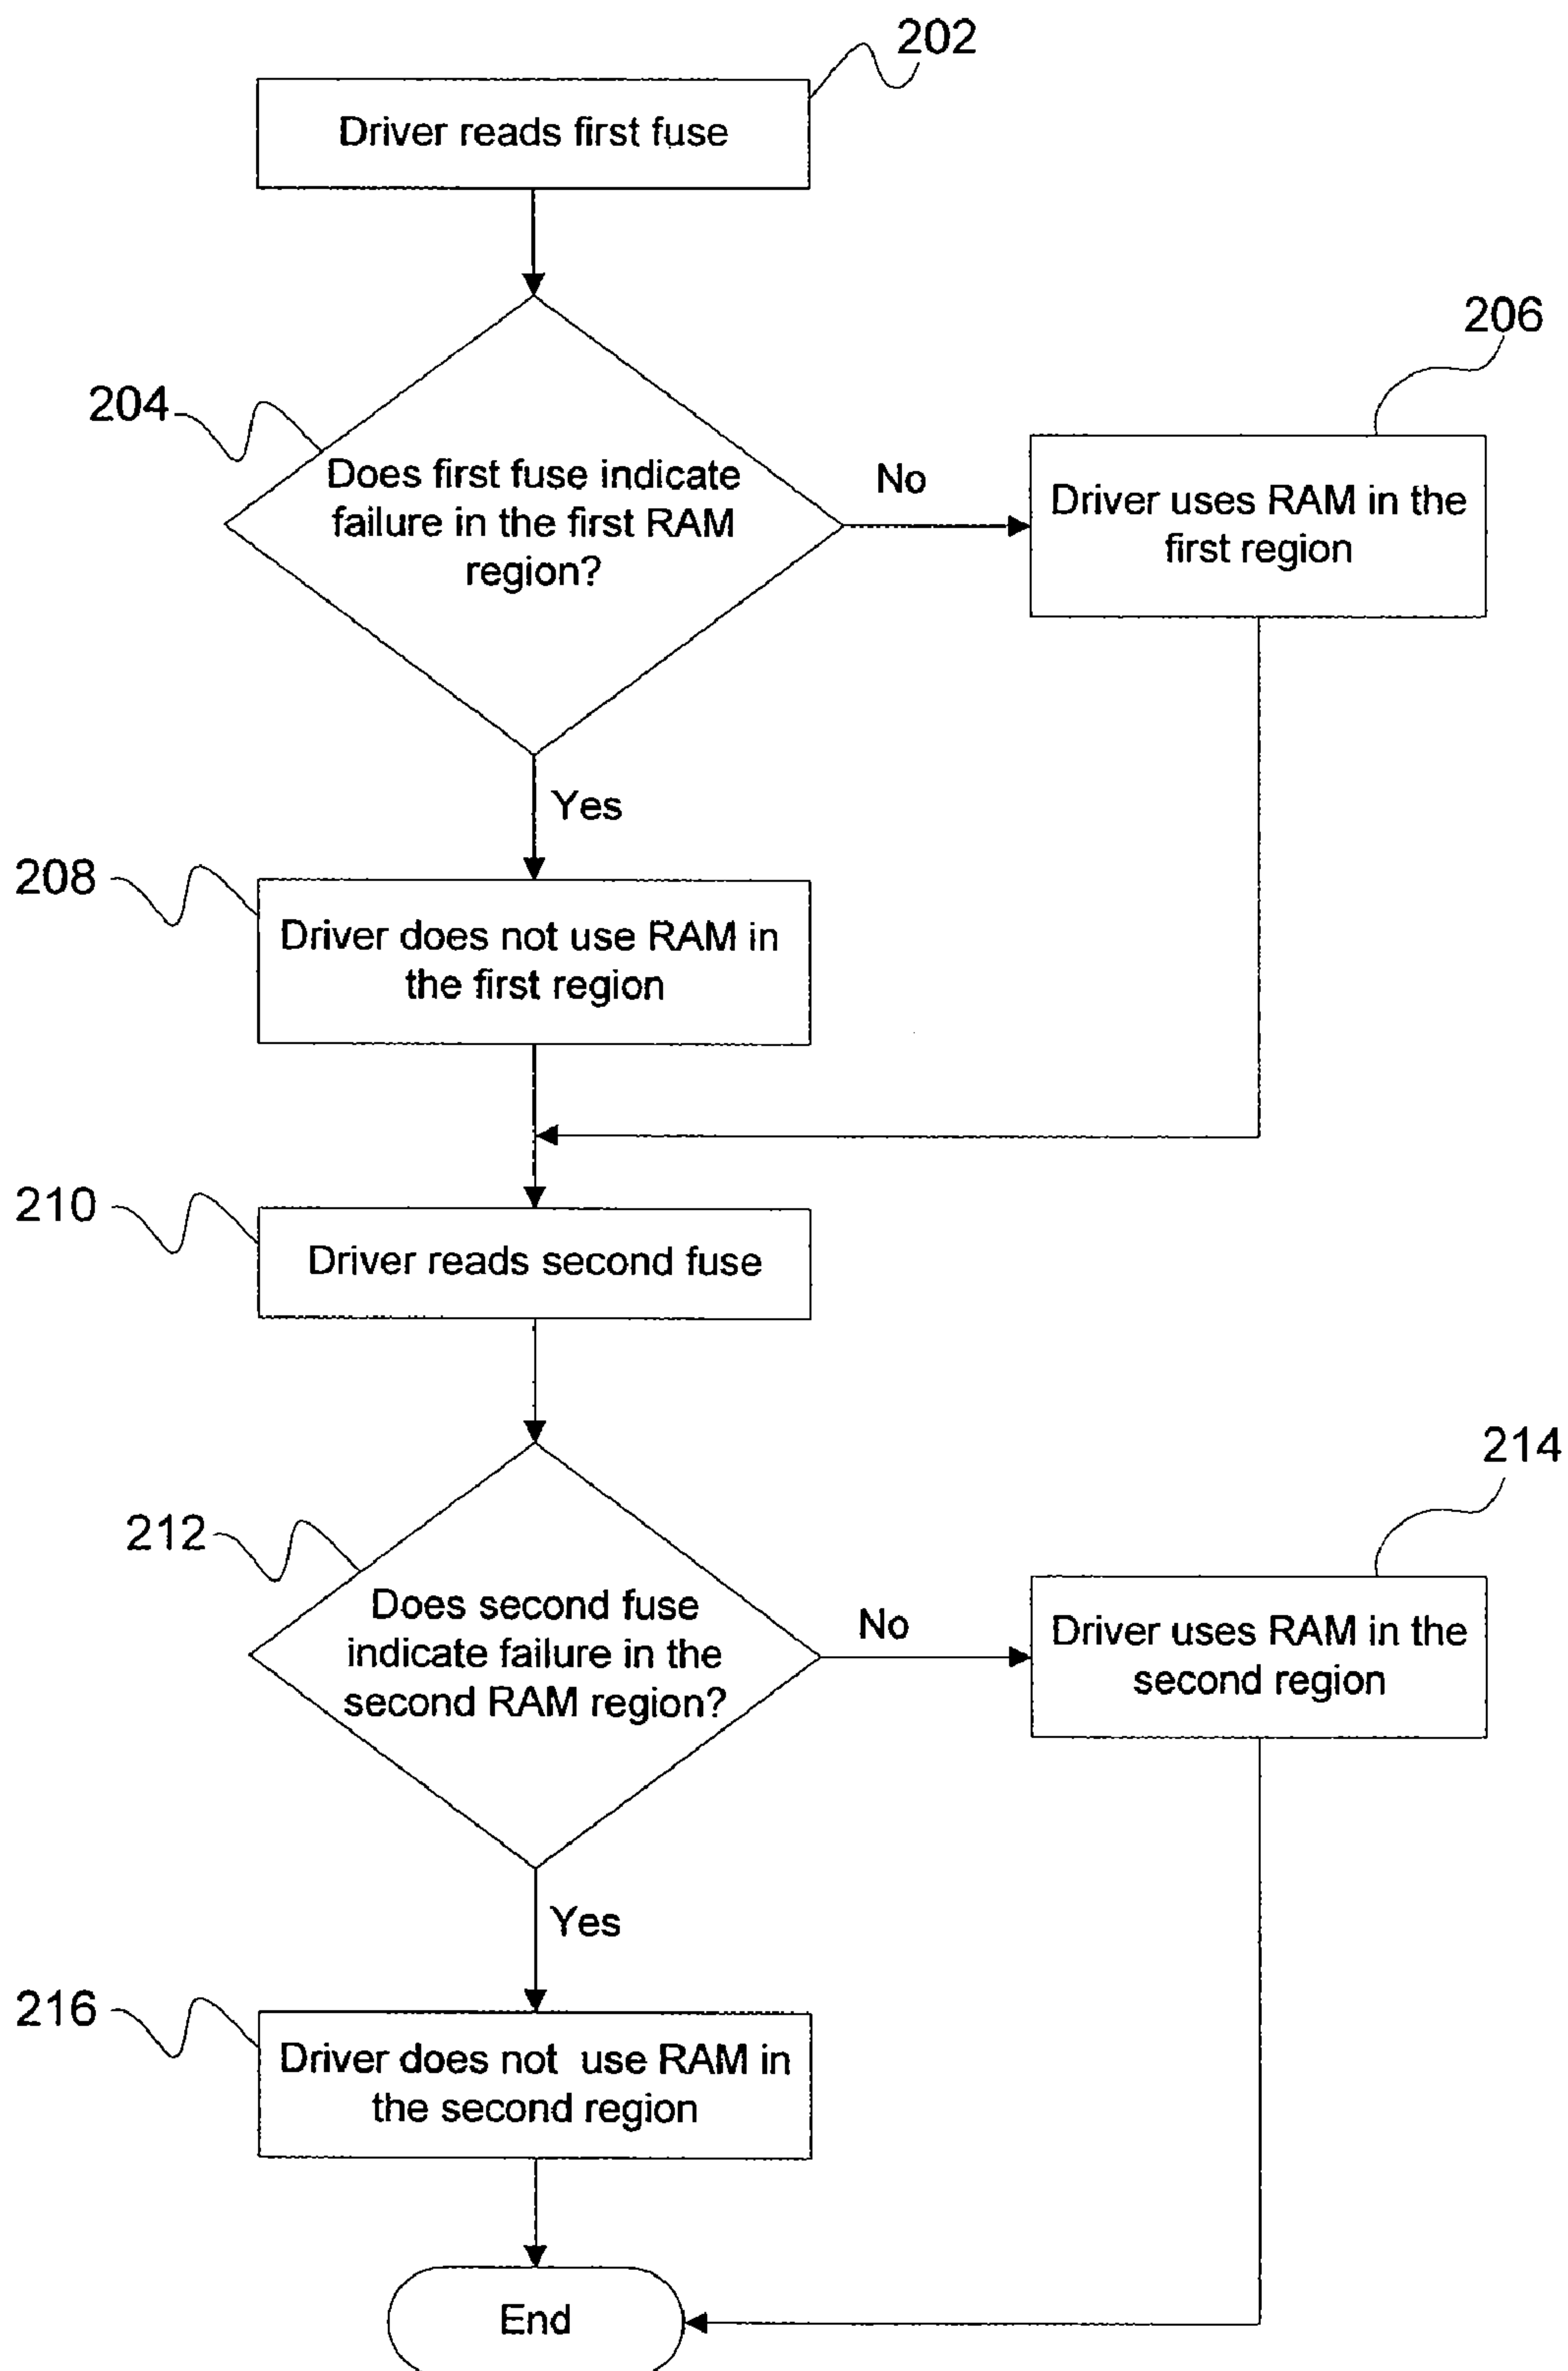 202
Driver reads first fuse
204
Does first fuse indicate
failure in the first RAM
region?
No
206
Driver uses RAM in the
first region
Yes
208
Driver does not use RAM in
the first region
210
Driver reads second fuse
212
Does second fuse
indicate failure in the
second RAM region?
No
214
Driver uses RAM in the
second region
Yes
216
Driver does not use RAM in
the second region
End